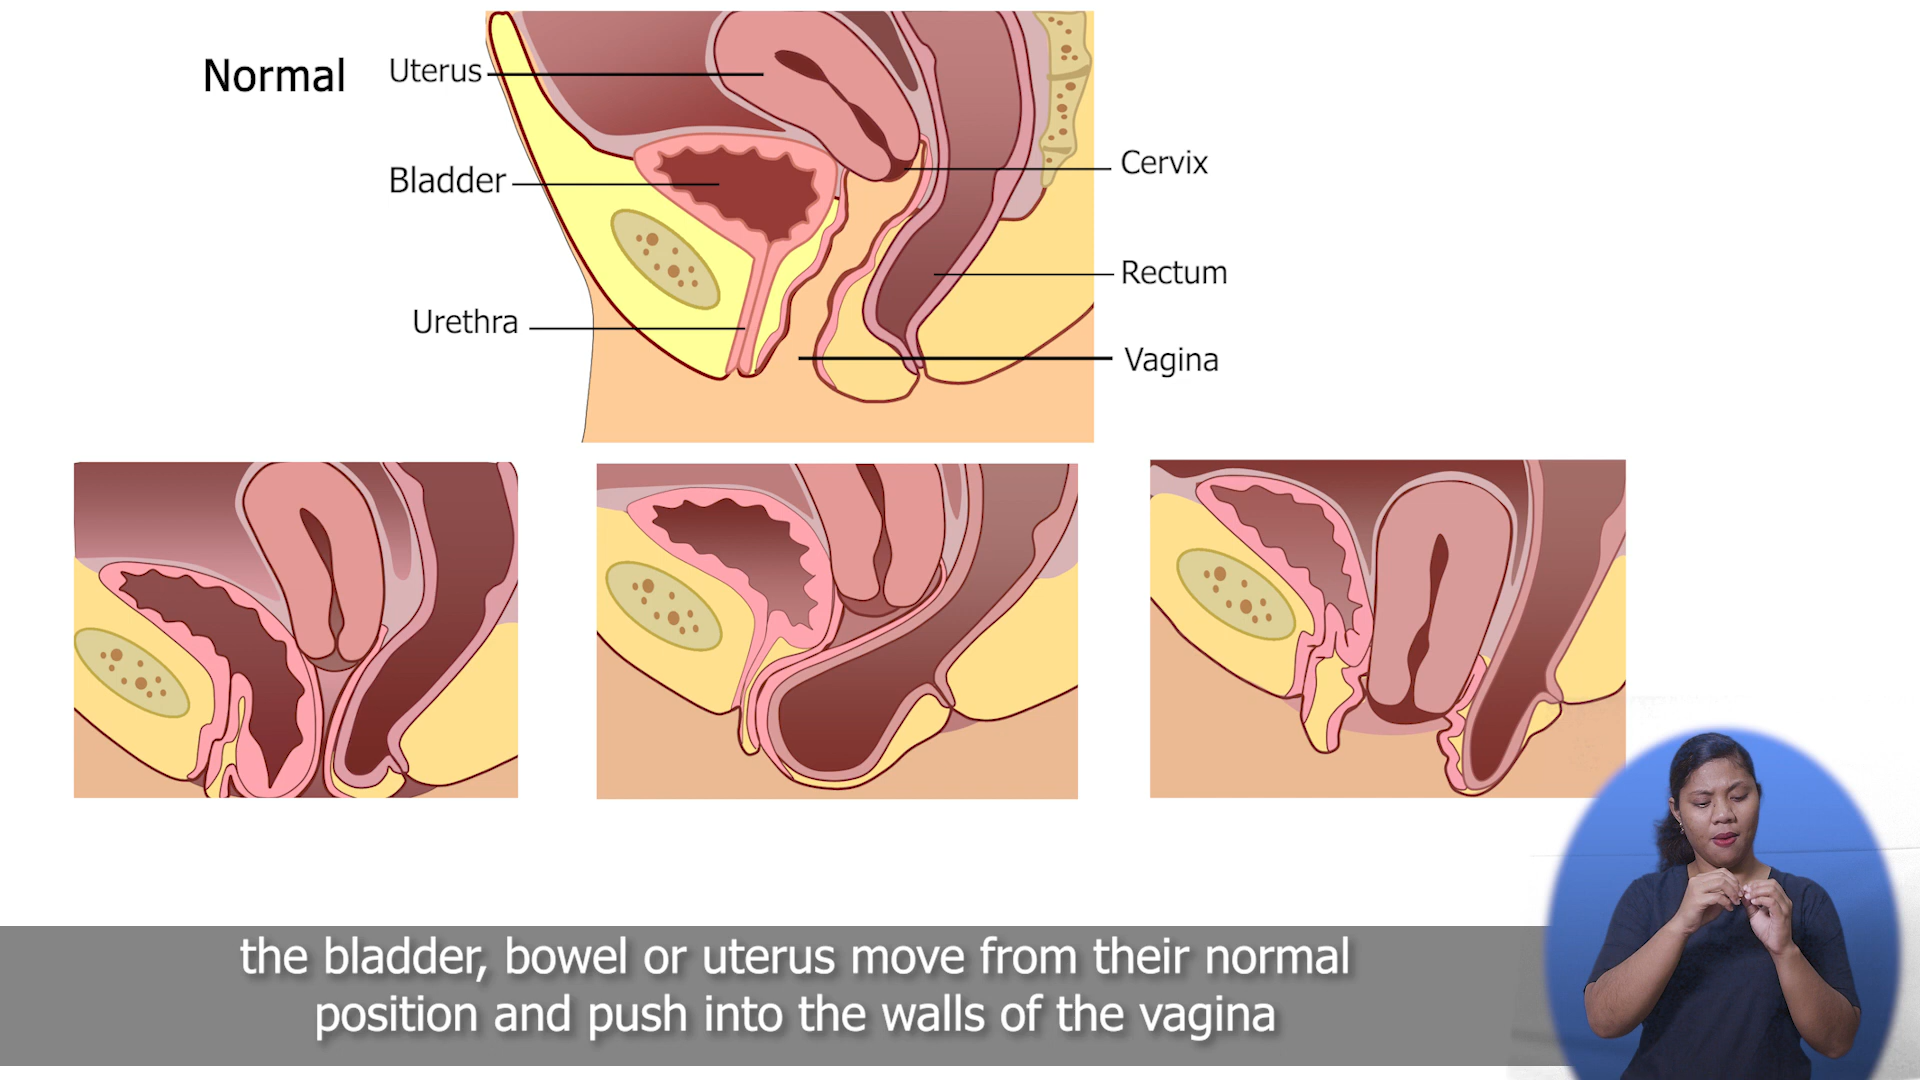 Normal
Uterus
Bladder
Urethra
Cervix
Rectum
Vagina
the bladder, bowel or uterus move from their normal
position and push into the walls of the vagina